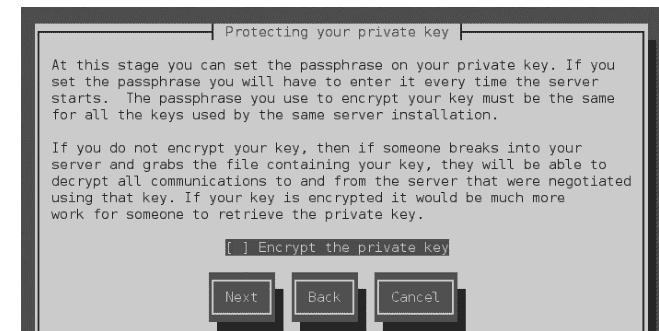 Protecting your private key
At this stage you can set the passphrase on your private key. If you
set the passphrase you will have to enter it every time the server
starts.  The passphrase you use to encrypt your key must be the same
for all the keys used by the same server installation.
If you do not encrypt your key, then if someone breaks into your
server and grabs the file containing your key, they will be able to
decrypt all communications to and from the server that were negotiated
using that key. If your key is encrypted it would be much more
work for someone to retrieve the private key.
[ ] Encrypt the private key
Next Back Cancel